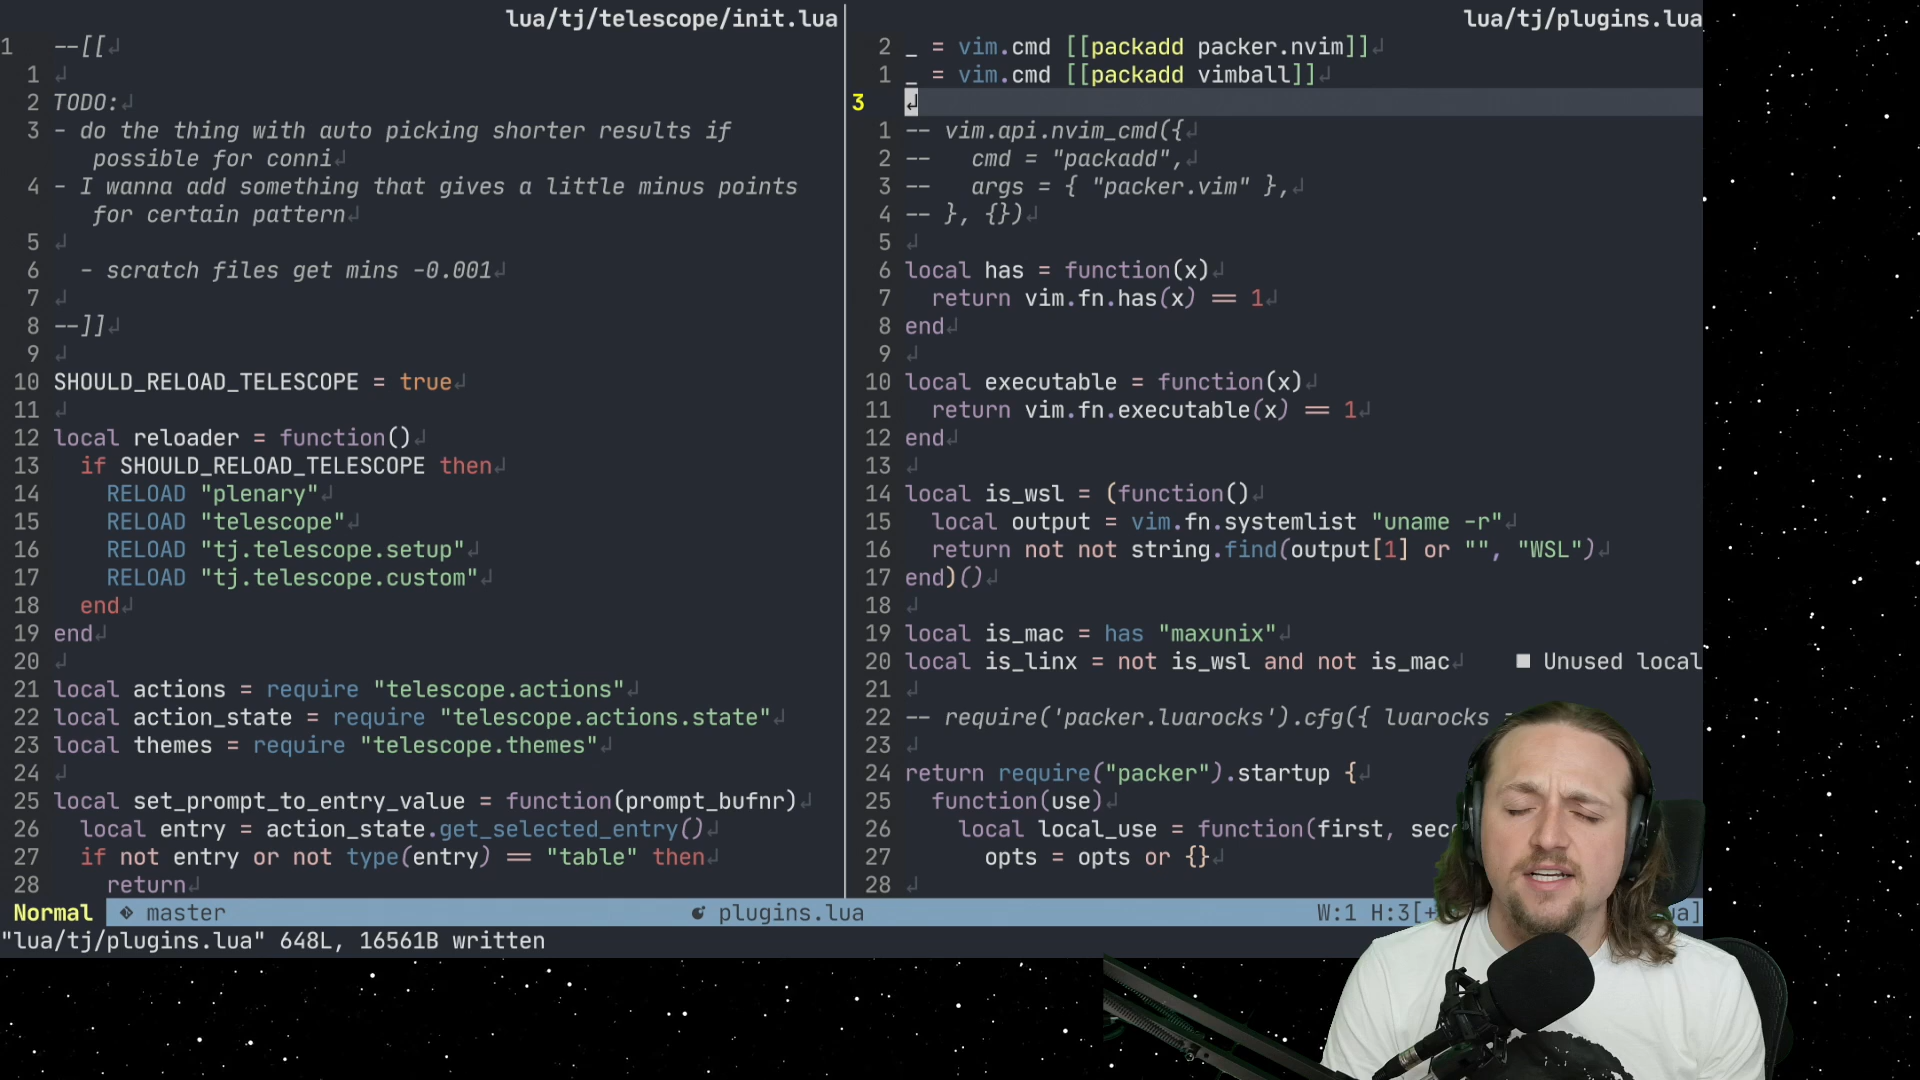 lua/tj/telescope/init.lua
1 --[[
1
2 TODO:
3 - do the thing with auto picking shorter results if
possible for conni
4 - I wanna add something that gives a little minus points
for certain pattern
5
6 - scratch files get mins -0.001
7
8 --]]
9
10 SHOULD_RELOAD_TELESCOPE = true
11
12 local reloader = function()
13 if SHOULD_RELOAD_TELESCOPE then
14 RELOAD "plenary"
15 RELOAD "telescope"
16 RELOAD "tj.telescope.setup"
17 RELOAD "tj.telescope.custom"
18 end
19 end
20
21 local actions = require "telescope.actions"
22 local action_state = require "telescope.actions.state"
23 local themes = require "telescope.themes"
24
25 local set_prompt_to_entry_value = function(prompt_bufnr)
26 local entry = action_state.get_selected_entry()
27 if not entry or not type(entry) == "table" then
28 return
lua/tj/plugins.lua
2 _ = vim.cmd [[packadd packer.nvim]]
1 _ = vim.cmd [[packadd vimball]]
3
1 -- vim.api.nvim_cmd({
2 -- cmd = "packadd",
3 -- args = { "packer.vim" },
4 -- }, {})
5
6 local has = function(x)
7 return vim.fn.has(x) == 1
8 end
9
10 local executable = function(x)
11 return vim.fn.executable(x) == 1
12 end
13
14 local is_wsl = (function()
15 local output = vim.fn.systemlist "uname -r"
16 return not not string.find(output[1] or "", "WSL")
17 end)()
18
19 local is_mac = has "maxunix"
20 local is_linx = not is_wsl and not is_mac ■ Unused local
21
22 -- require('packer.luarocks').cfg({ luarocks =
23
24 return require("packer").startup {
25 function(use)
26 local local_use = function(first, sec
27 opts = opts or {}
28
Normal master plugins.lua W:1 H:3[+ ua]
"lua/tj/plugins.lua" 648L, 16561B written